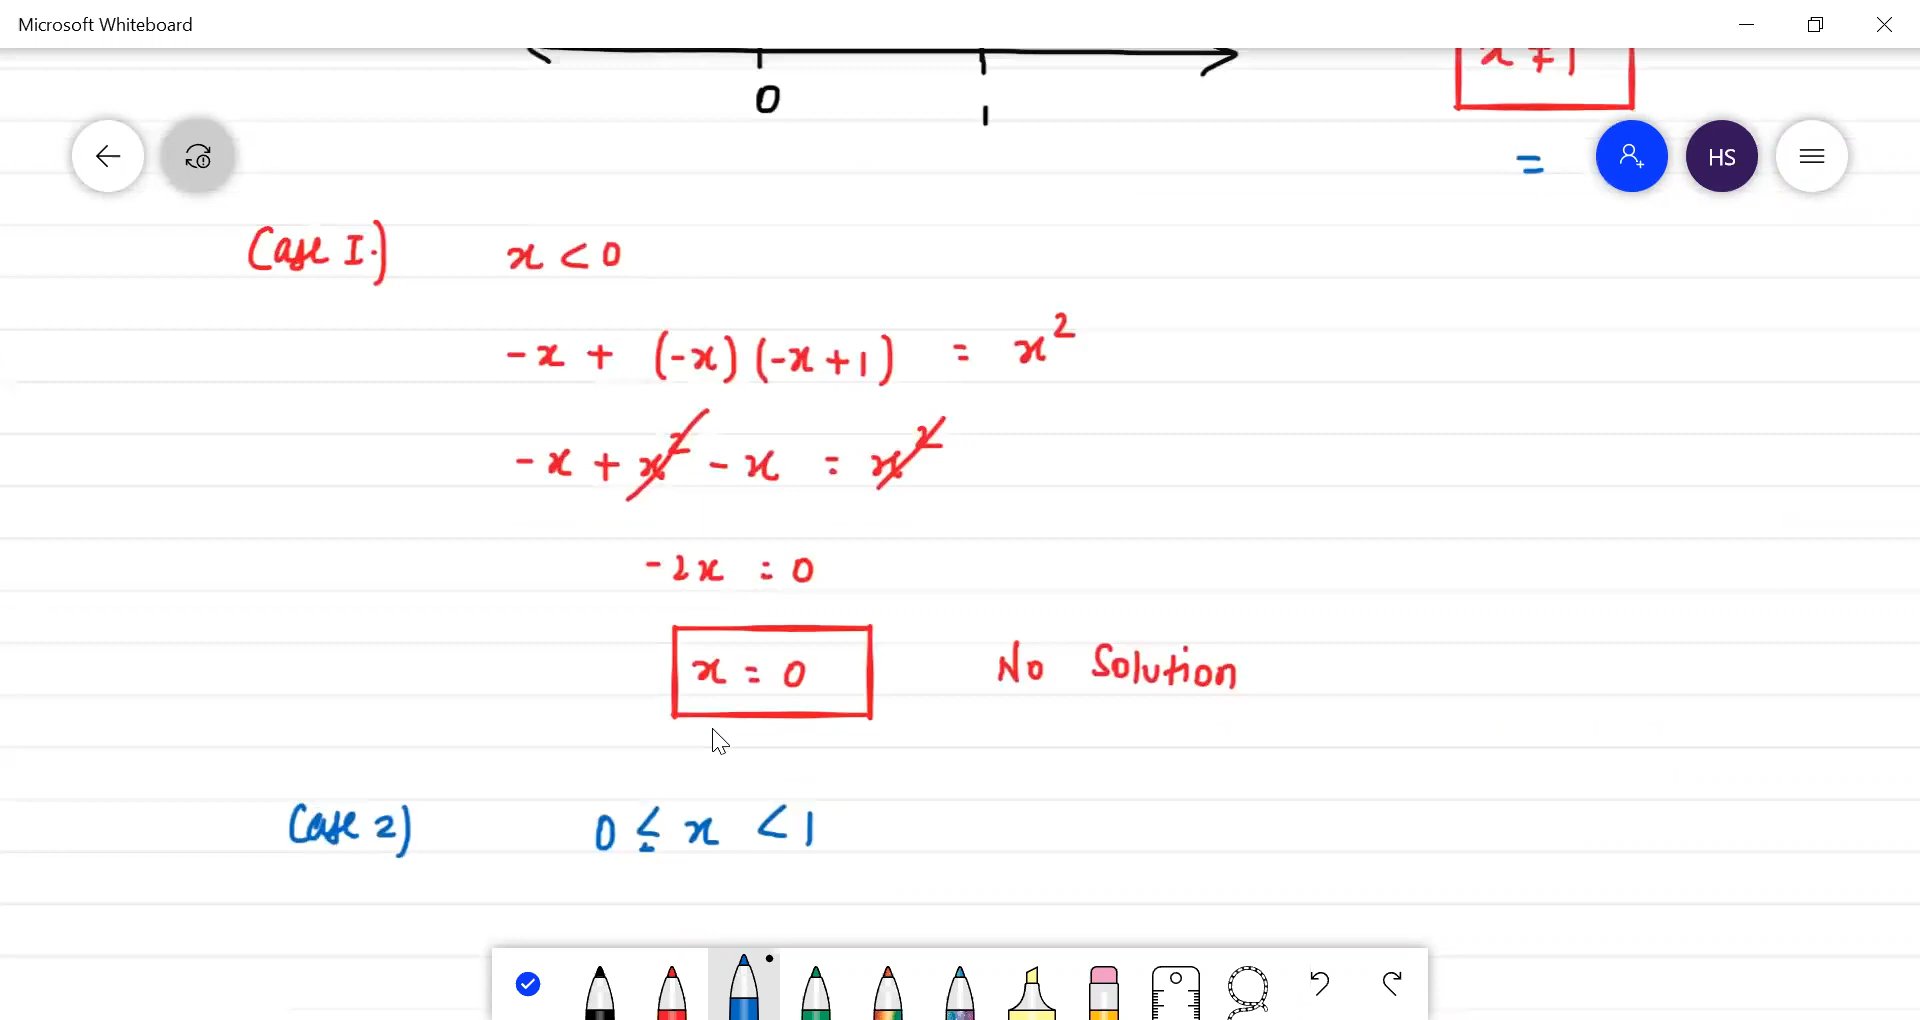 Microsoft Whiteboard
x ≠ 1
0
1
=
HS
Case I.) x < 0
-x + (-x)(-x+1) = x²
-x + x² - x = x²
-2x = 0
x = 0 No Solution
Case 2) 0 ≤ x < 1